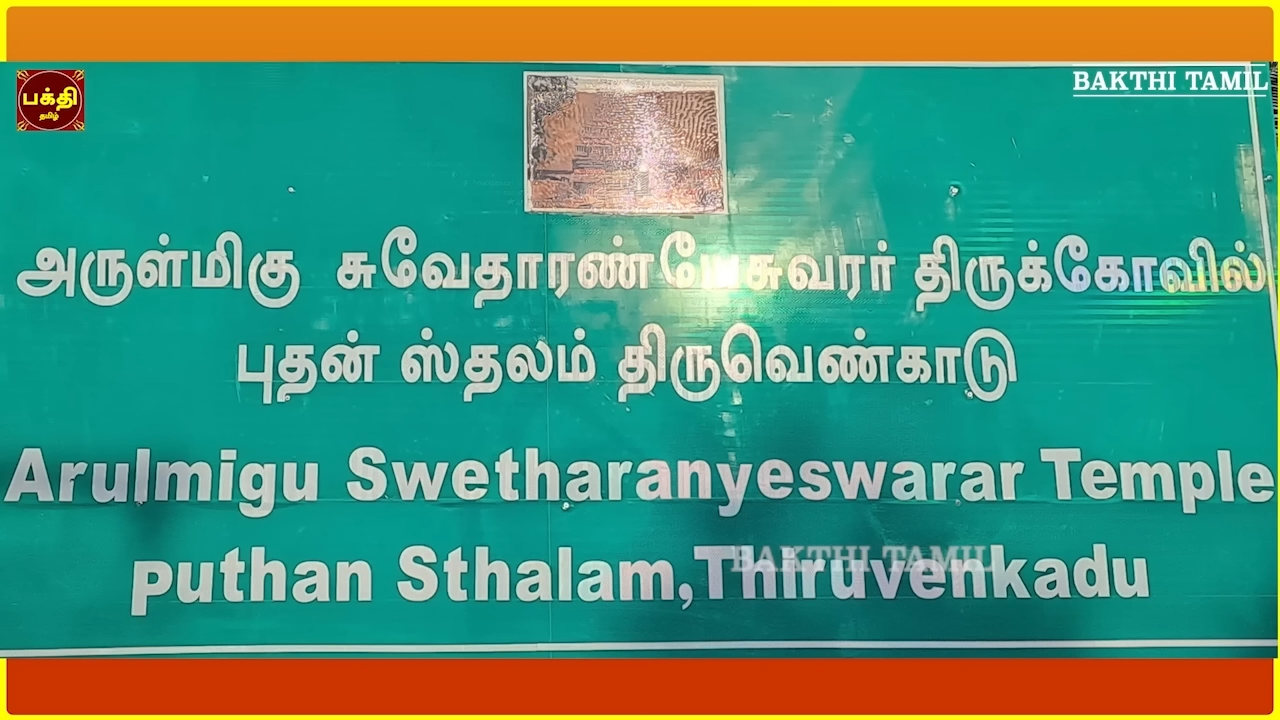 பக்தி
தமிழ்
BAKTHI TAMIL
அருள்மிகு சுவேதாரண்யேசுவரர் திருக்கோவில்
புதன் ஸ்தலம் திருவெண்காடு
Arulmigu Swetharanyeswarar Temple
puthan Sthalam,Thiruvenkadu
BAKTHI TAMIL